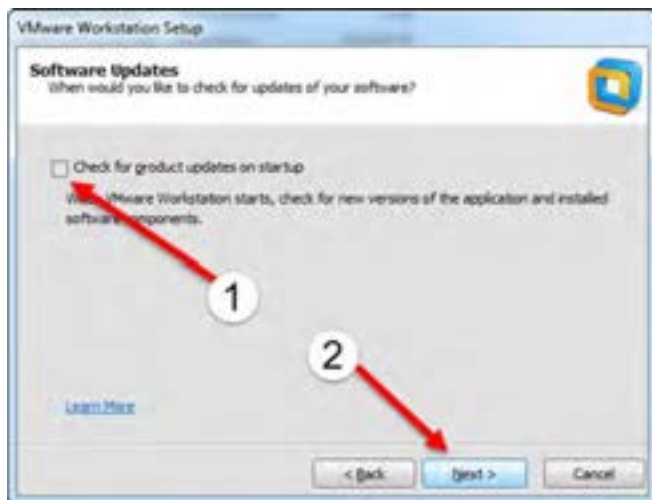 VMware Workstation Setup
Software Updates
When would you like to check for updates of your software?
Check for product updates on startup
When VMware Workstation starts, check for new versions of the application and installed
software components.
1
2
Learn More
< Back
Next >
Cancel